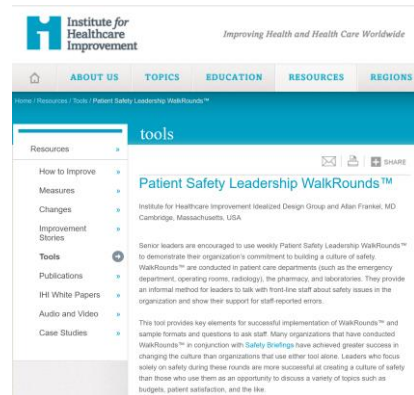 Institute for
Healthcare
Improvement
Improving Health and Health Care Worldwide
ABOUT US TOPICS EDUCATION RESOURCES REGIONS
Home / Resources / Tools / Patient Safety Leadership WalkRounds™
tools
Resources »
How to Improve »
Measures »
Changes »
Improvement
Stories »
Tools
Publications »
IHI White Papers »
Audio and Video »
Case Studies »
SHARE
Patient Safety Leadership WalkRounds™
Institute for Healthcare Improvement Idealized Design Group and Allan Frankel, MD
Cambridge, Massachusetts, USA
Senior leaders are encouraged to use weekly Patient Safety Leadership WalkRounds™
to demonstrate their organization's commitment to building a culture of safety.
WalkRounds™ are conducted in patient care departments (such as the emergency
department, operating rooms, radiology), the pharmacy, and laboratories. They provide
an informal method for leaders to talk with front-line staff about safety issues in the
organization and show their support for staff-reported errors.
This tool provides key elements for successful implementation of WalkRounds™ and
sample formats and questions to ask staff. Many organizations that have conducted
WalkRounds™ in conjunction with Safety Briefings have achieved greater success in
changing the culture than organizations that use either tool alone. Leaders who focus
solely on safety during these rounds are more successful at creating a culture of safety
than those who use them as an opportunity to discuss a variety of topics such as
budgets, patient satisfaction, and the like.